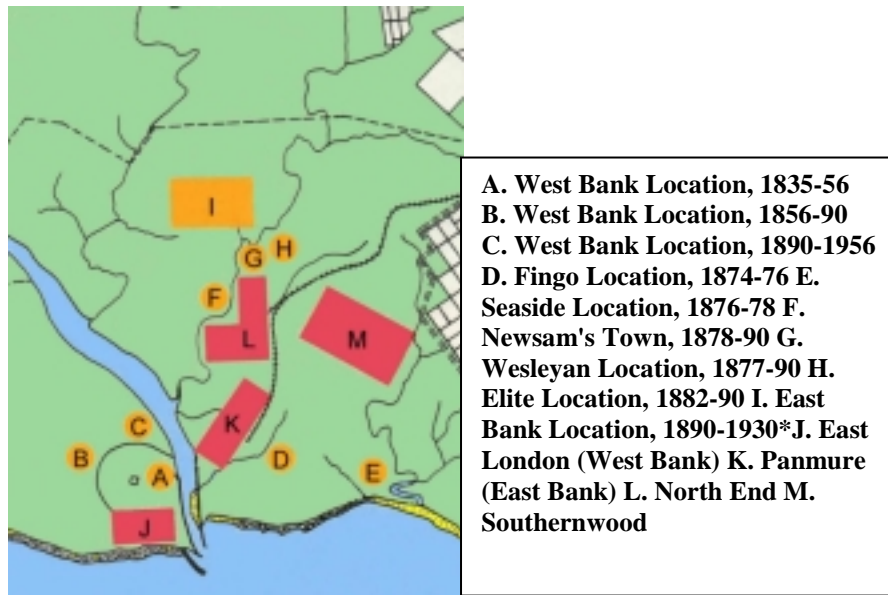 I
H
G
F
L
M
K
C
B
D
A
E
J
A. West Bank Location, 1835-56
B. West Bank Location, 1856-90
C. West Bank Location, 1890-1956
D. Fingo Location, 1874-76 E.
Seaside Location, 1876-78 F.
Newsam's Town, 1878-90 G.
Wesleyan Location, 1877-90 H.
Elite Location, 1882-90 I. East
Bank Location, 1890-1930*J. East
London (West Bank) K. Panmure
(East Bank) L. North End M.
Southernwood